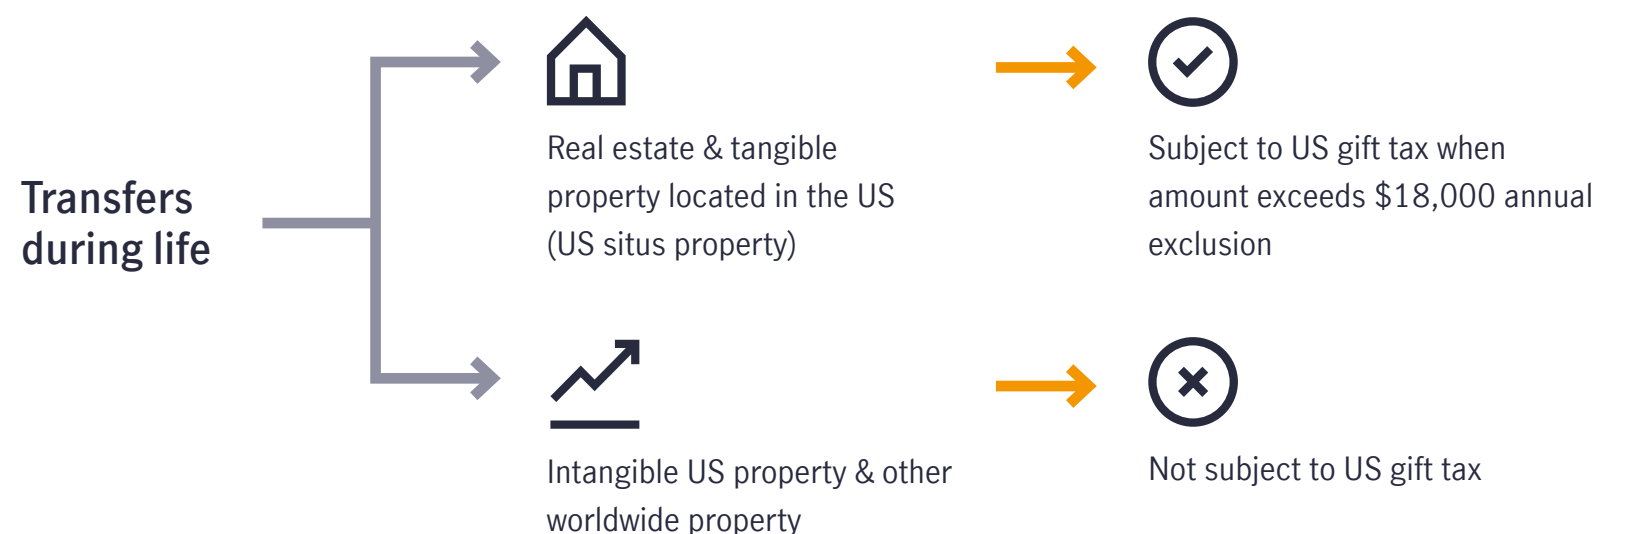 Transfers
during life
Real estate & tangible
property located in the US
(US situs property)
Subject to US gift tax when
amount exceeds $18,000 annual
exclusion
Intangible US property & other
worldwide property
Not subject to US gift tax